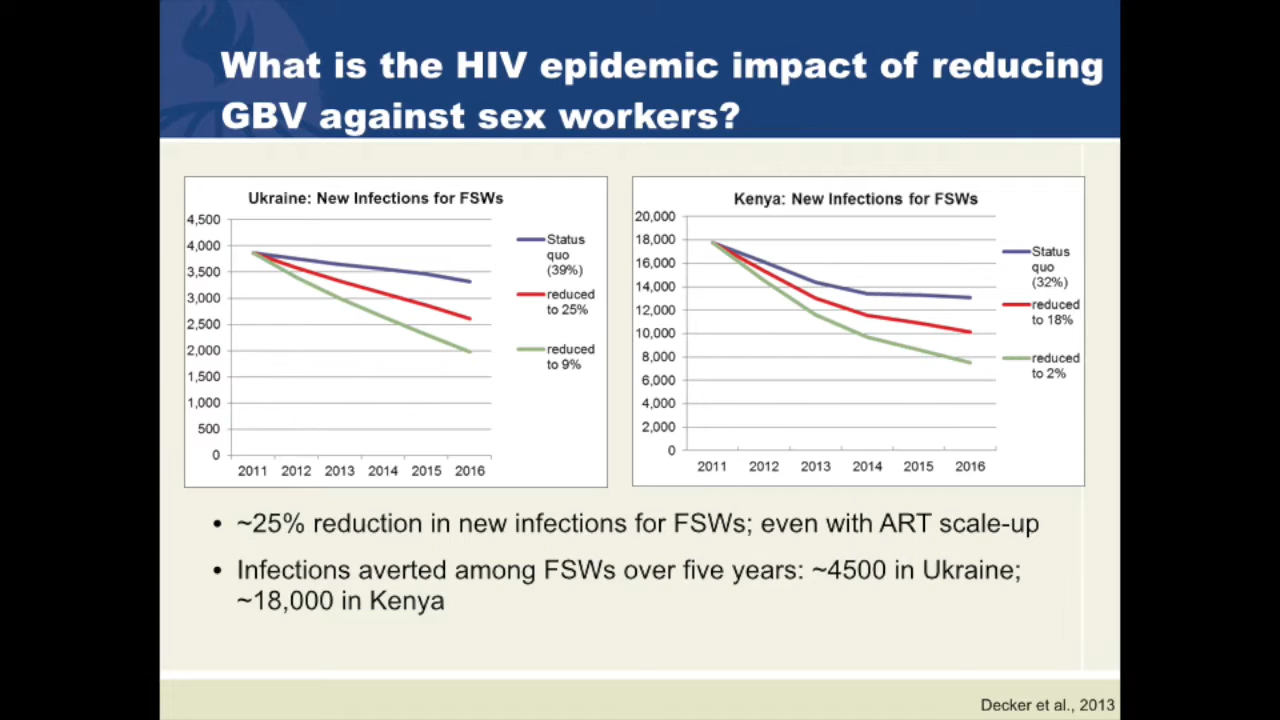 What is the HIV epidemic impact of reducing
GBV against sex workers?
Ukraine: New Infections for FSWs
4,500
4,000
3,500
3,000
2,500
2,000
1,500
1,000
500
0
2011 2012 2013 2014 2015 2016
Status
quo
(39%)
reduced
to 25%
reduced
to 9%
Kenya: New Infections for FSWs
20,000
18,000
16,000
14,000
12,000
10,000
8,000
6,000
4,000
2,000
0
2011 2012 2013 2014 2015 2016
Status
quo
(32%)
reduced
to 18%
reduced
to 2%
• ~25% reduction in new infections for FSWs; even with ART scale-up
• Infections averted among FSWs over five years: ~4500 in Ukraine;
~18,000 in Kenya
Decker et al., 2013